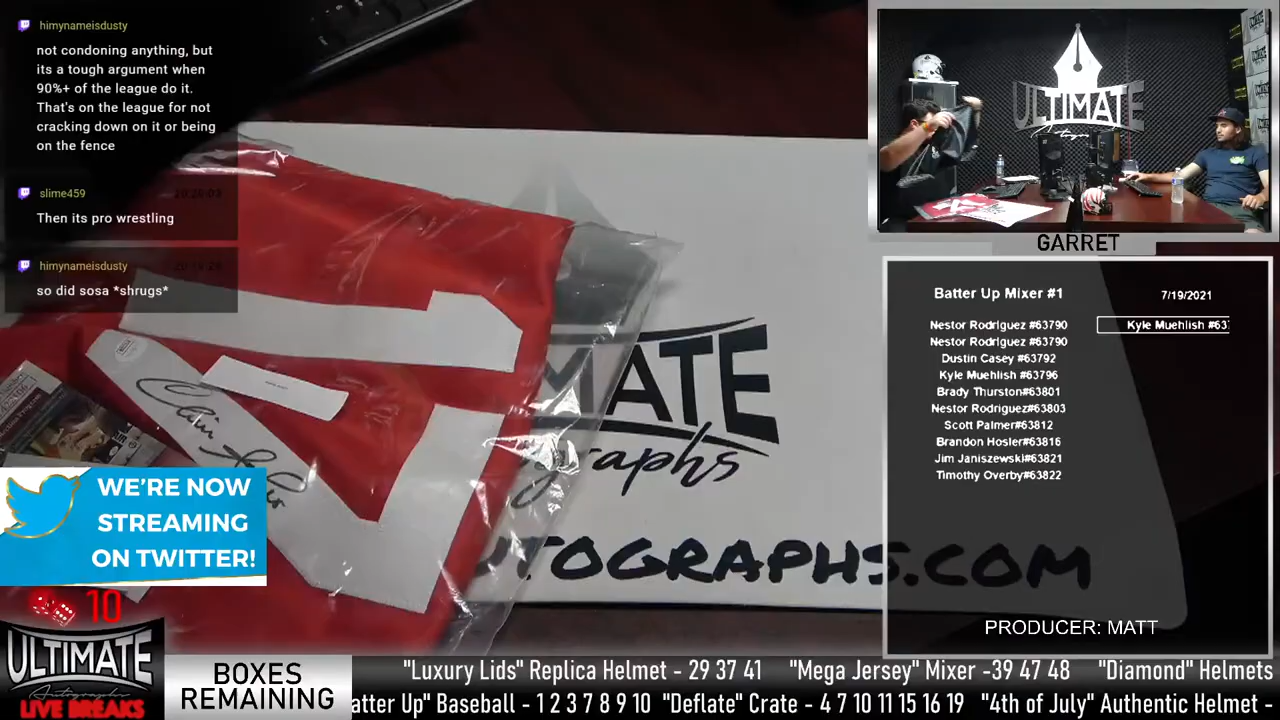 himynameisdusty
not condoning anything, but
its a tough argument when
90%+ of the league do it.
That's on the league for not
cracking down on it or being
on the fence
slime459
20:20:03
Then its pro wrestling
himynameisdusty
so did sosa *shrugs*
WE'RE NOW
STREAMING
ON TWITTER!
10
ULTIMATE
Autographs
LIVE BREAKS
BOXES
REMAINING
MATE
graphs
UTOGRAPHS.COM
ULTIMATE
GARRET
Batter Up Mixer #1
7/19/2021
Nestor Rodriguez #63790
Kyle Muehlish #63
Nestor Rodriguez #63790
Dustin Casey #63792
Kyle Muehlish #63796
Brady Thurston#63801
Nestor Rodriguez#63803
Scott Palmer#63812
Brandon Hosler#63816
Jim Janiszewski#63821
Timothy Overby#63822
PRODUCER: MATT
"Luxury Lids" Replica Helmet - 29 37 41 "Mega Jersey" Mixer -39 47 48 "Diamond" Helmets
atter Up" Baseball - 1 2 3 7 8 9 10 "Deflate" Crate - 4 7 10 11 15 16 19 "4th of July" Authentic Helmet -